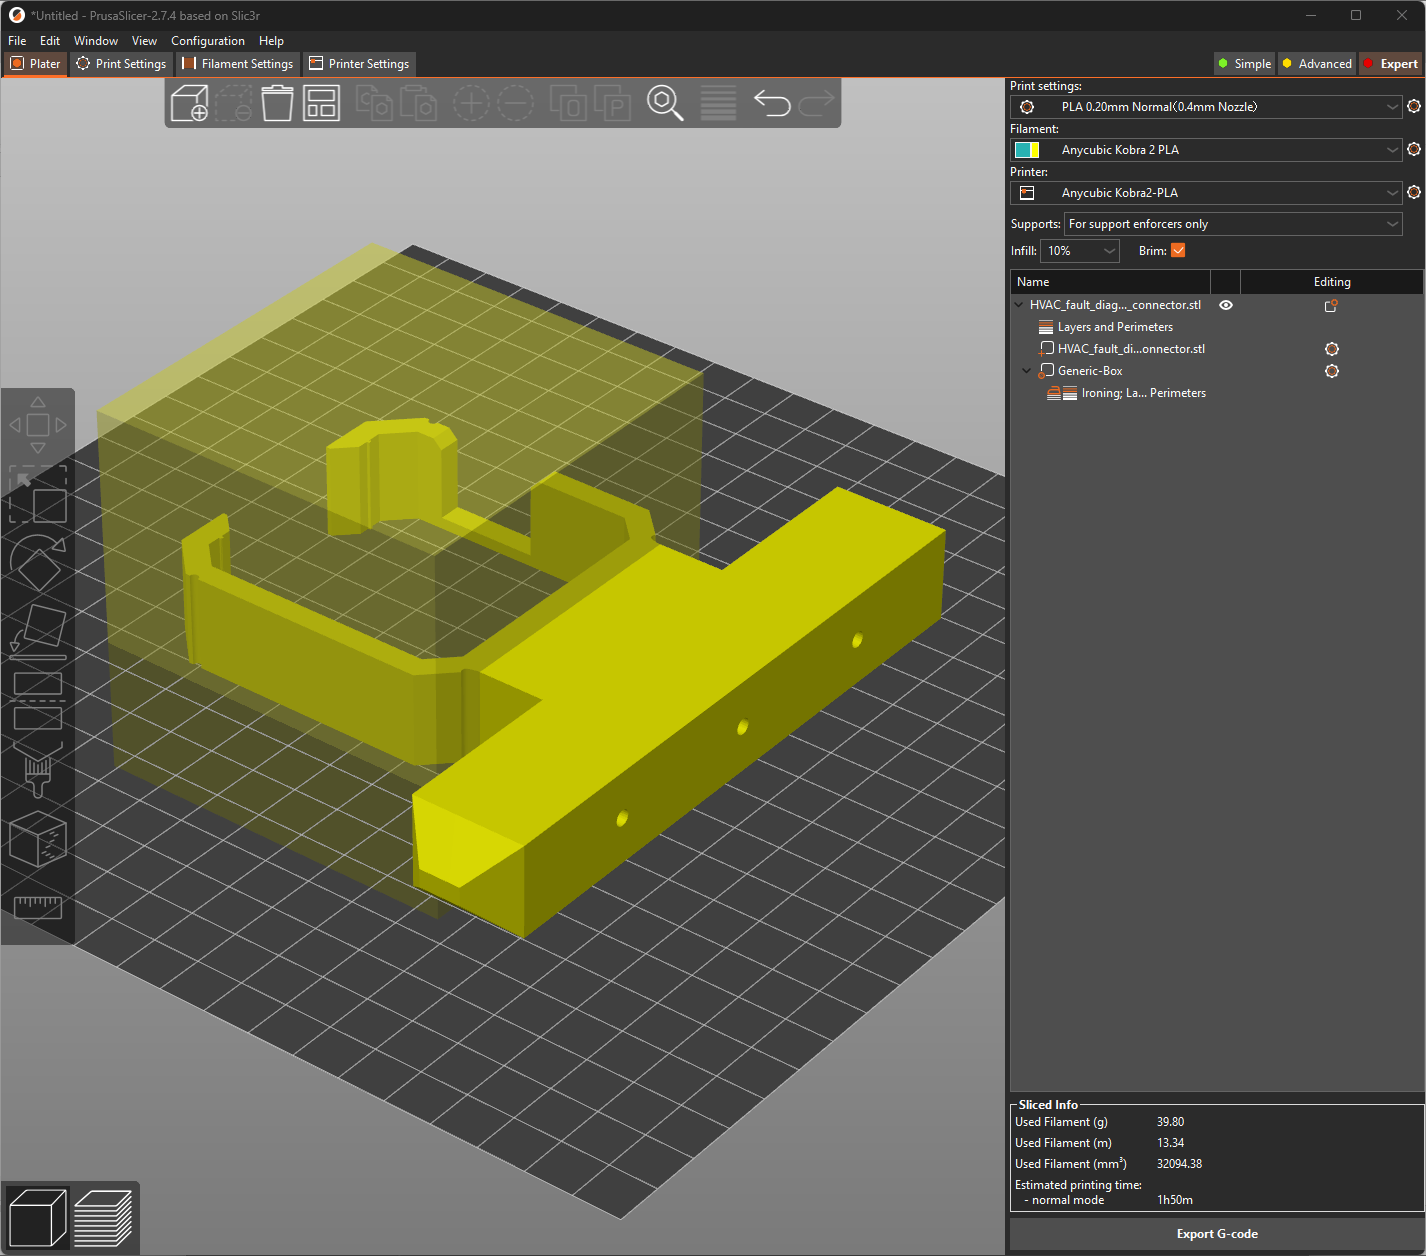 *Untitled - PrusaSlicer-2.7.4 based on Slic3r
File Edit Window View Configuration Help
Plater Print Settings Filament Settings Printer Settings Simple Advanced Expert
Print settings:
PLA 0.20mm Normal(0.4mm Nozzle)
Filament:
Anycubic Kobra 2 PLA
Printer:
Anycubic Kobra2-PLA
Supports: For support enforcers only
Infill: 10% Brim:
Name Editing
HVAC_fault_diag..._connector.stl
Layers and Perimeters
HVAC_fault_di...onnector.stl
Generic-Box
Ironing; La... Perimeters
Sliced Info
Used Filament (g) 39.80
Used Filament (m) 13.34
Used Filament (mm³) 32094.38
Estimated printing time:
- normal mode 1h50m
Export G-code